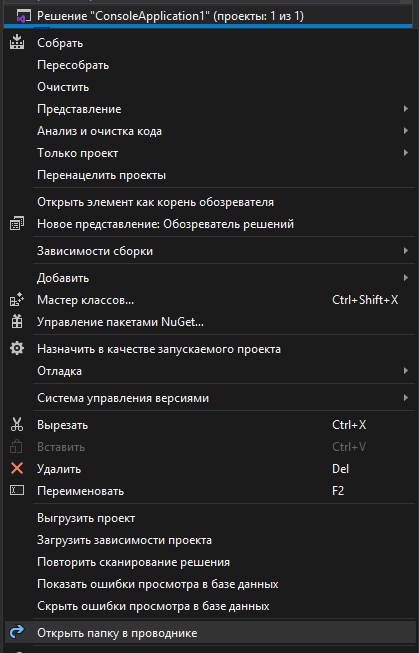 Решение "ConsoleApplication1" (проекты: 1 из 1)
Собрать
Пересобрать
Очистить
Представление
Анализ и очистка кода
Только проект
Перенацелить проекты
Открыть элемент как корень обозревателя
Новое представление: Обозреватель решений
Зависимости сборки
Добавить
Мастер классов... Ctrl+Shift+X
Управление пакетами NuGet...
Назначить в качестве запускаемого проекта
Отладка
Система управления версиями
Вырезать Ctrl+X
Вставить Ctrl+V
Удалить Del
Переименовать F2
Выгрузить проект
Загрузить зависимости проекта
Повторить сканирование решения
Показать ошибки просмотра в базе данных
Скрыть ошибки просмотра в базе данных
Открыть папку в проводнике